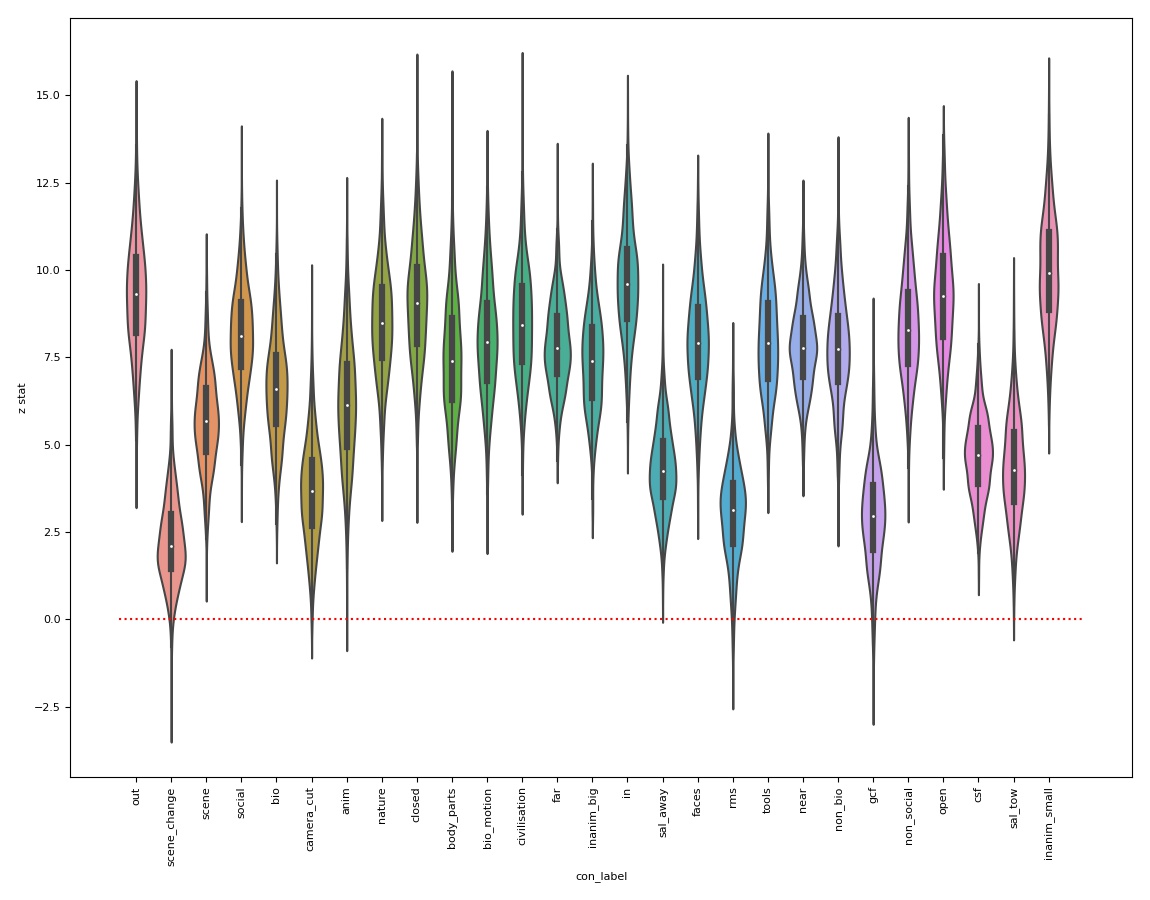 15.0
12.5
10.0
7.5
5.0
2.5
0.0
−2.5
z stat
out
scene_change
scene
social
bio
camera_cut
anim
nature
closed
body_parts
bio_motion
civilisation
far
inanim_big
in
sal_away
faces
rms
tools
near
non_bio
gcf
non_social
open
csf
sal_tow
inanim_small
con_label